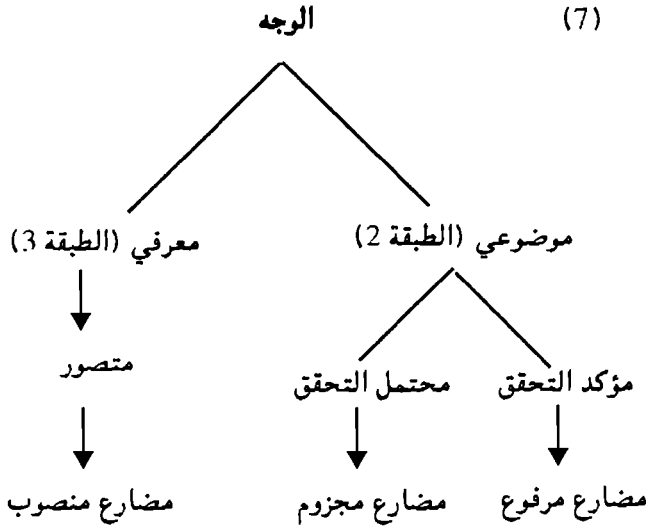 (7) الوجه
موضوعي (الطبقة 2) معرفي (الطبقة 3)
مؤكد التحقق محتمل التحقق متصور
مضارع مرفوع مضارع مجزوم مضارع منصوب